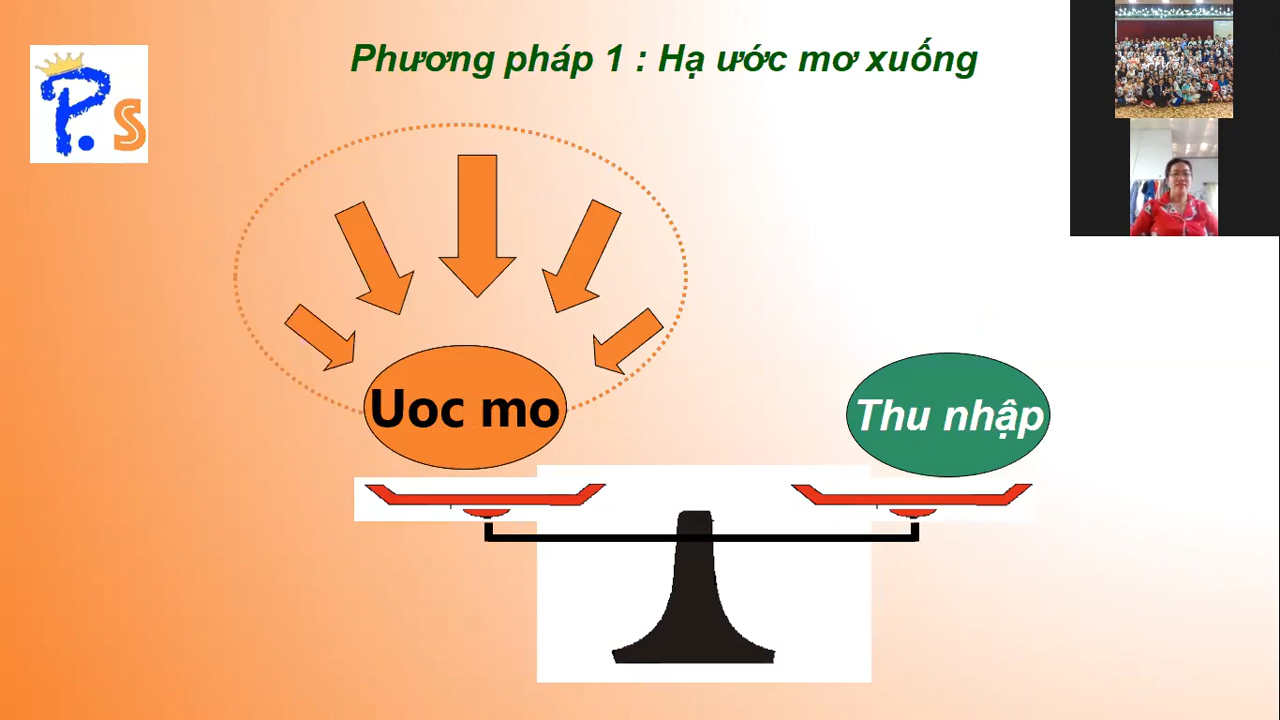 Phương pháp 1 : Hạ ước mơ xuống
P.s
Uoc mo
Thu nhập